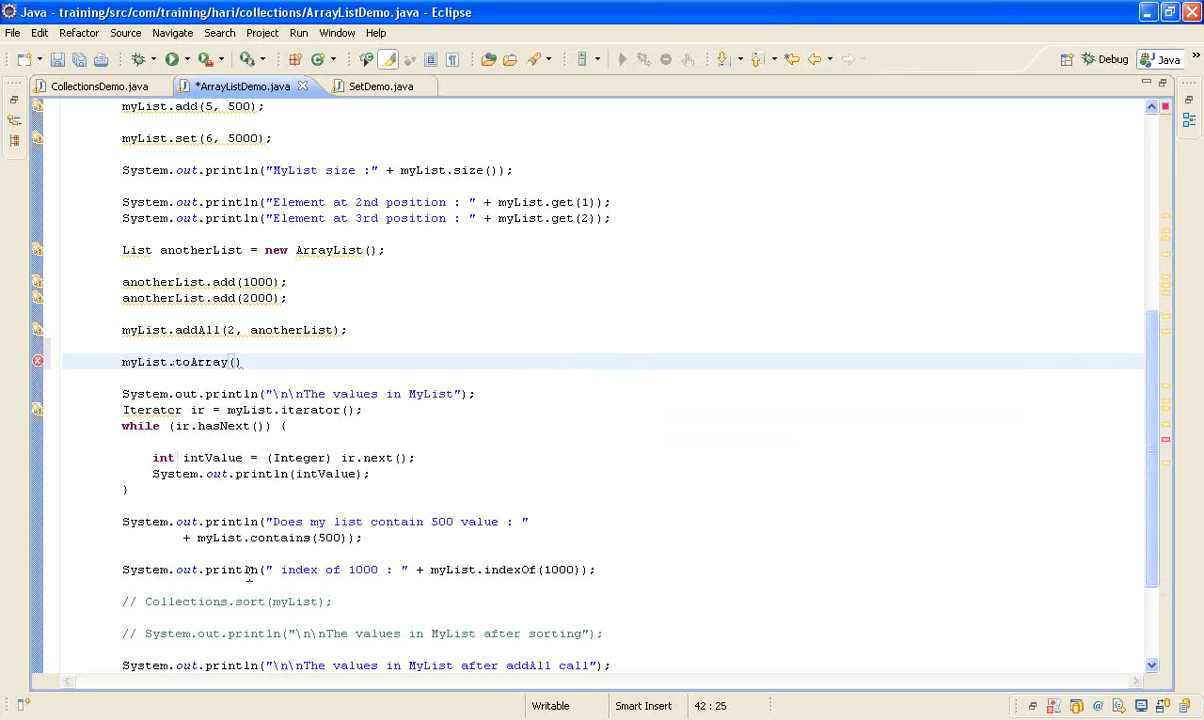 Java - training/src/com/training/hari/collections/ArrayListDemo.java - Eclipse
File Edit Refactor Source Navigate Search Project Run Window Help
Debug Java
CollectionsDemo.java *ArrayListDemo.java SetDemo.java
myList.add(5, 500);
myList.set(6, 5000);
System.out.println("MyList size :" + myList.size());
System.out.println("Element at 2nd position : " + myList.get(1));
System.out.println("Element at 3rd position : " + myList.get(2));
List anotherList = new ArrayList();
anotherList.add(1000);
anotherList.add(2000);
myList.addAll(2, anotherList);
myList.toArray()
System.out.println("\n\nThe values in MyList");
Iterator ir = myList.iterator();
while (ir.hasNext()) {
int intValue = (Integer) ir.next();
System.out.println(intValue);
}
System.out.println("Does my list contain 500 value : "
+ myList.contains(500));
System.out.println(" index of 1000 : " + myList.indexOf(1000));
// Collections.sort(myList);
// System.out.println("\n\nThe values in MyList after sorting");
System.out.println("\n\nThe values in MyList after addAll call");
Writable Smart Insert 42 : 25